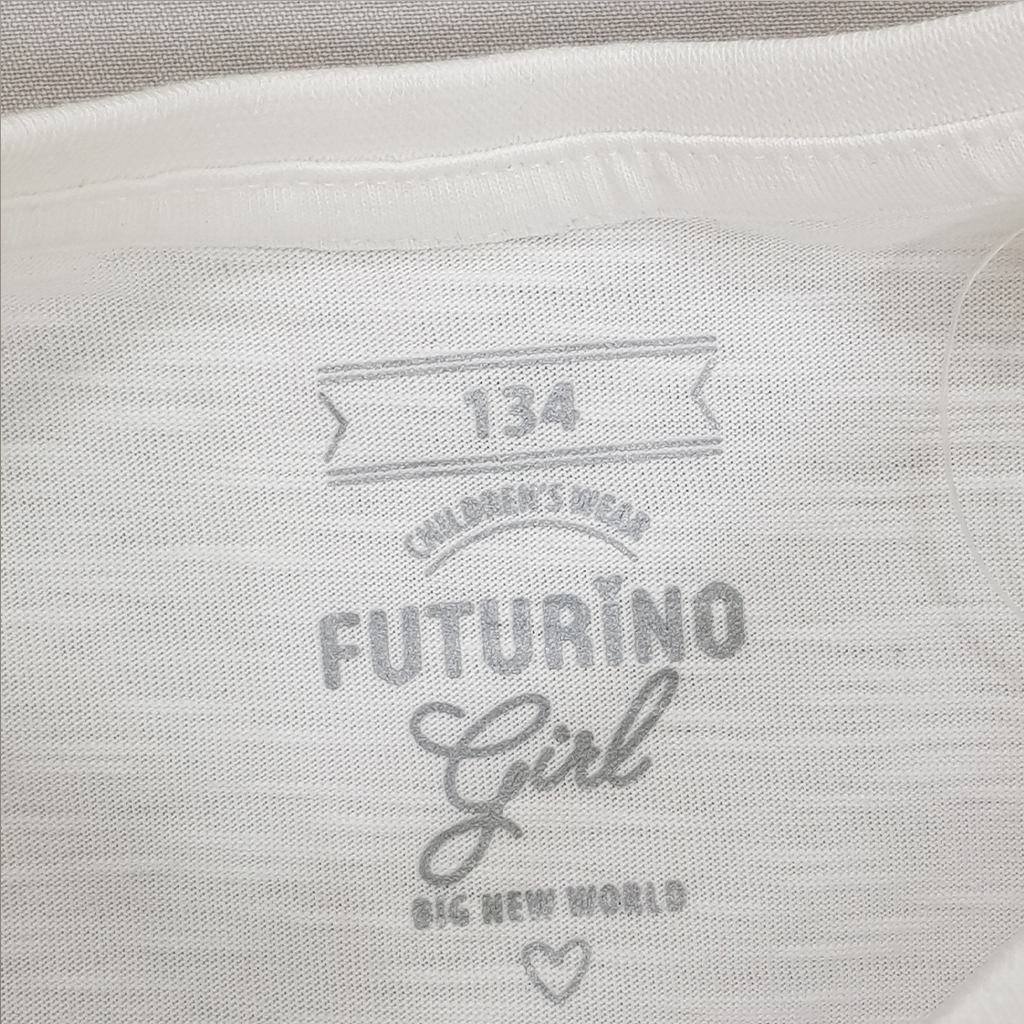 134
CHILDREN'S WEAR
FUTURINO
Girl
BIG NEW WORLD